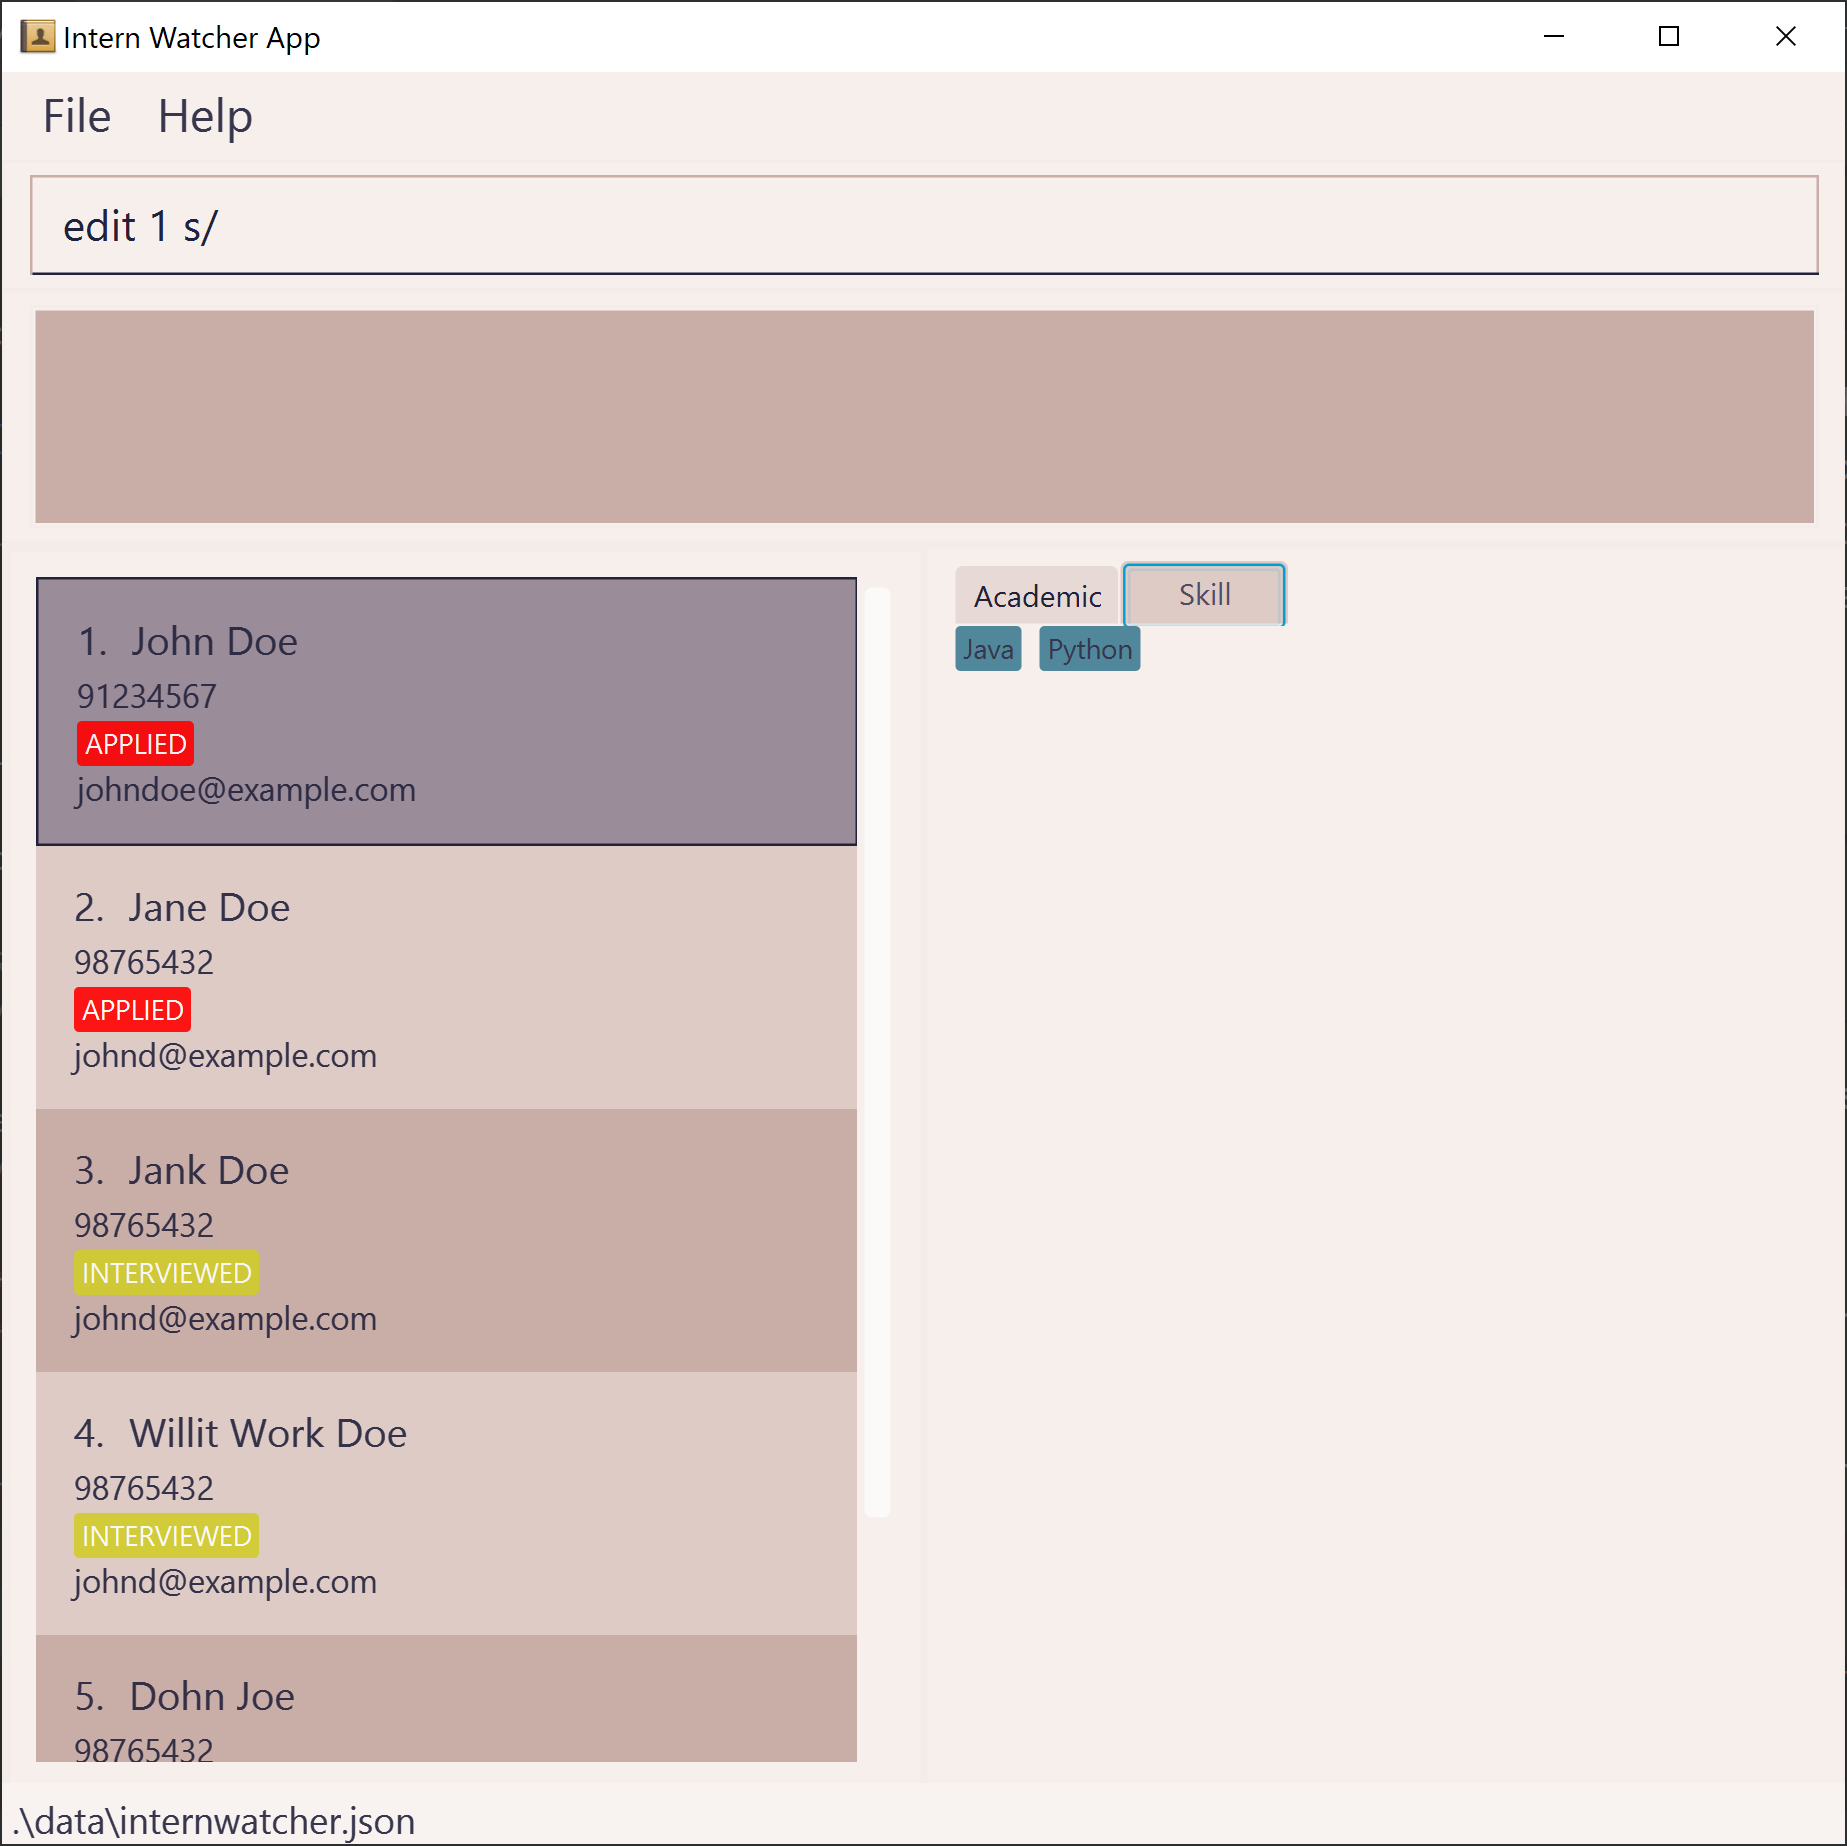 Intern Watcher App
File Help
edit 1 s/
1. John Doe
91234567
APPLIED
johndoe@example.com
2. Jane Doe
98765432
APPLIED
johnd@example.com
3. Jank Doe
98765432
INTERVIEWED
johnd@example.com
4. Willit Work Doe
98765432
INTERVIEWED
johnd@example.com
5. Dohn Joe
98765432
Academic Skill
Java Python
.\data\internwatcher.json